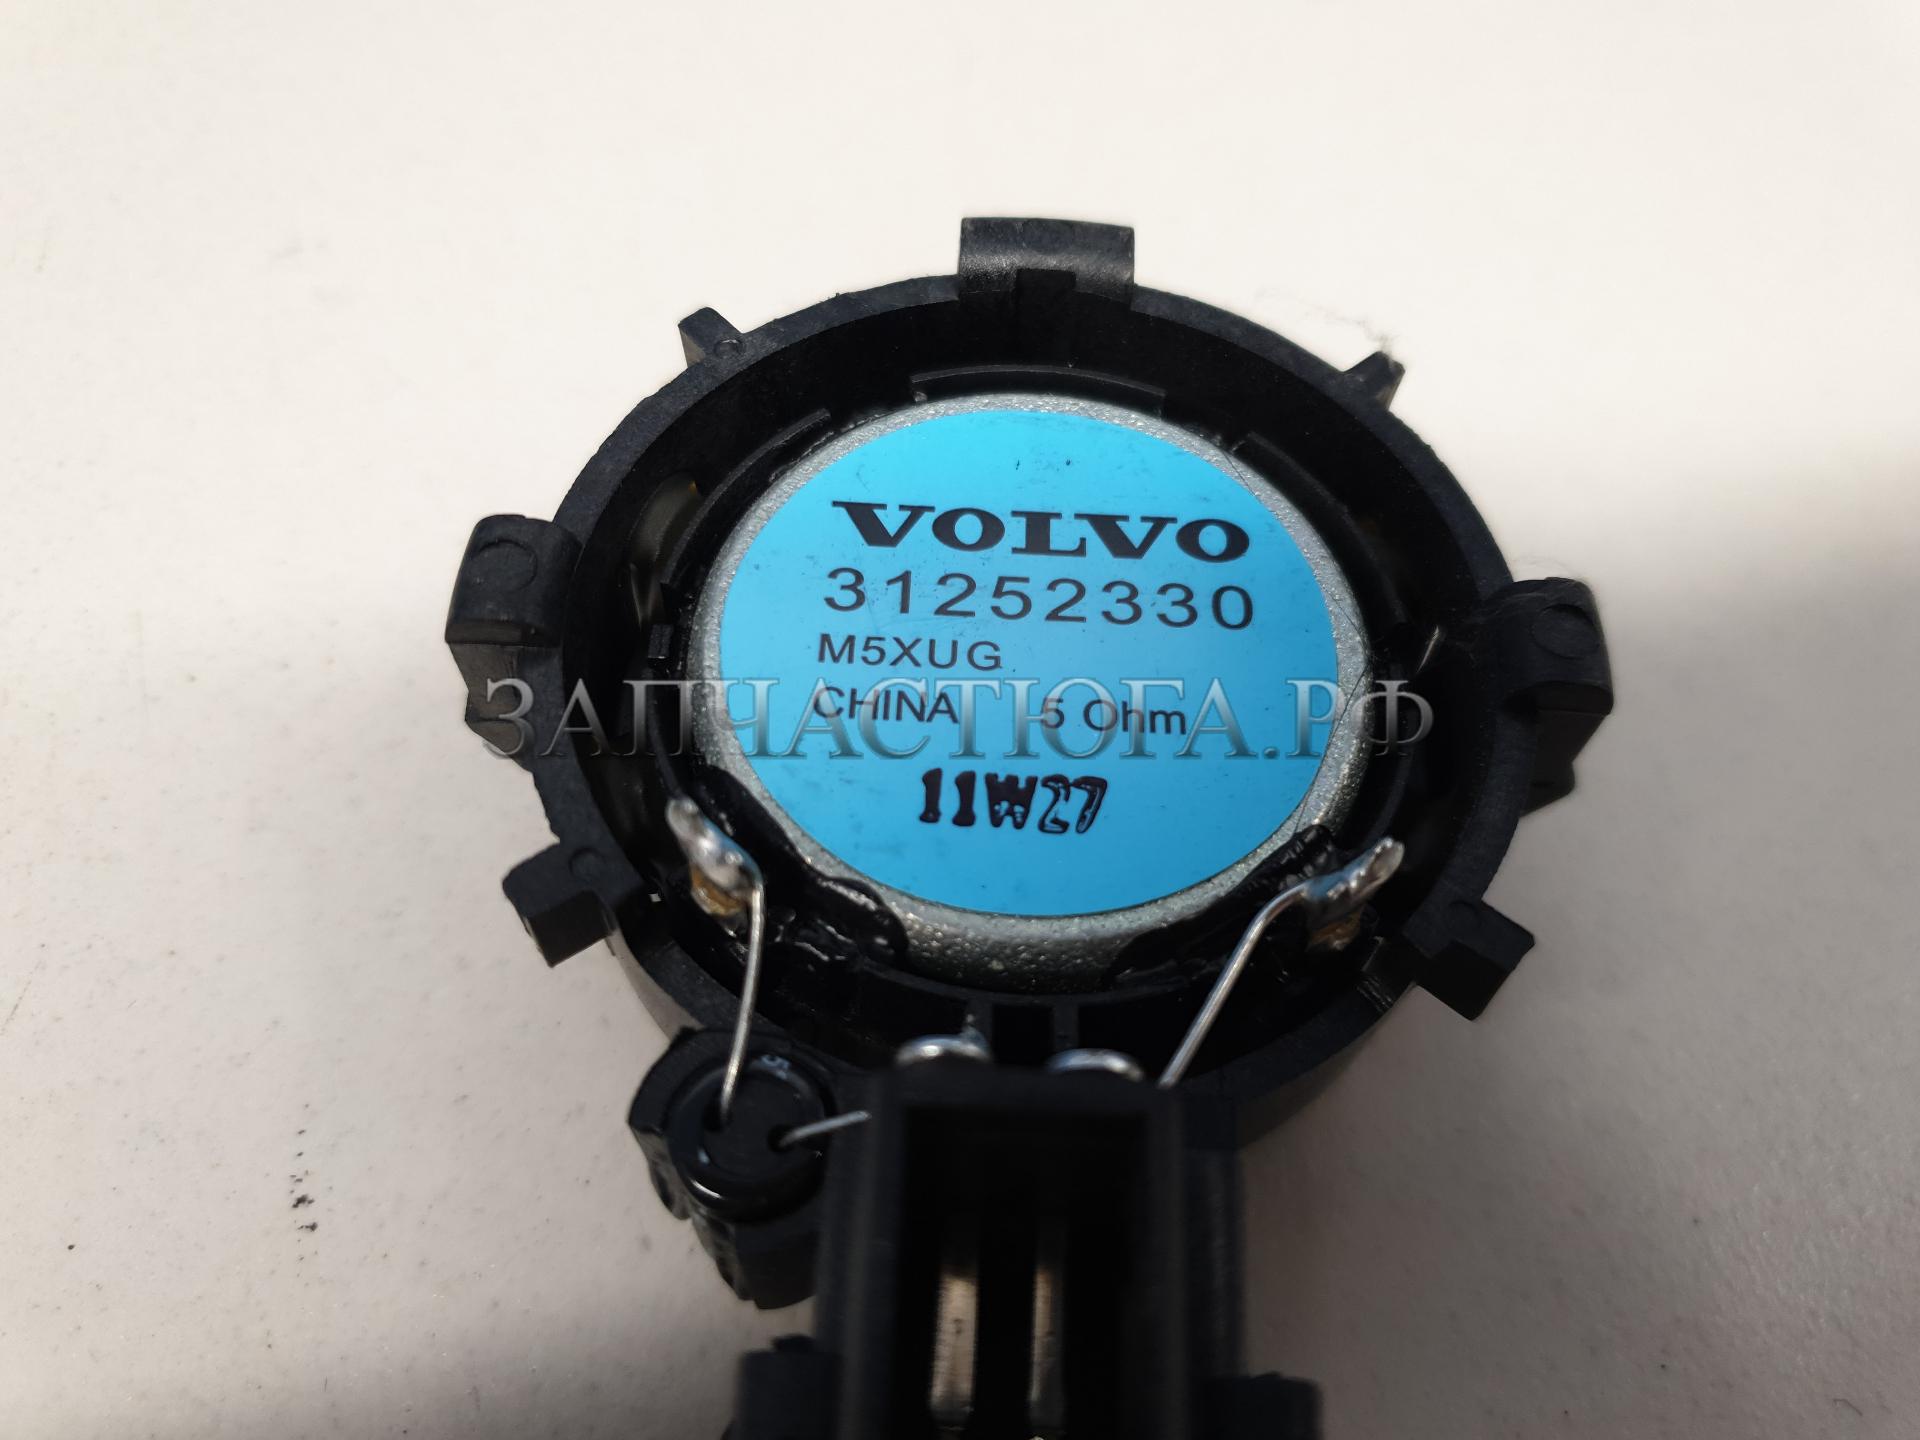 VOLVO
31252330
M5XUG
CHINA 5 Ohm
ЗАПЧАСТЮГА.РФ
11W27